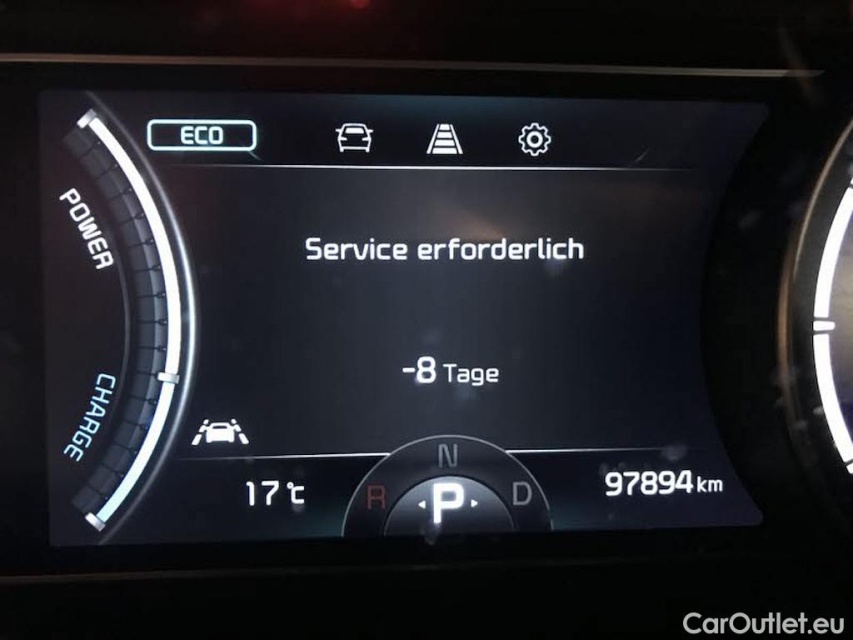 ECO
POWER
Service erforderlich
-8 Tage
CHARGE
N
17°C
R
P
D
97894 km
CarOutlet.eu